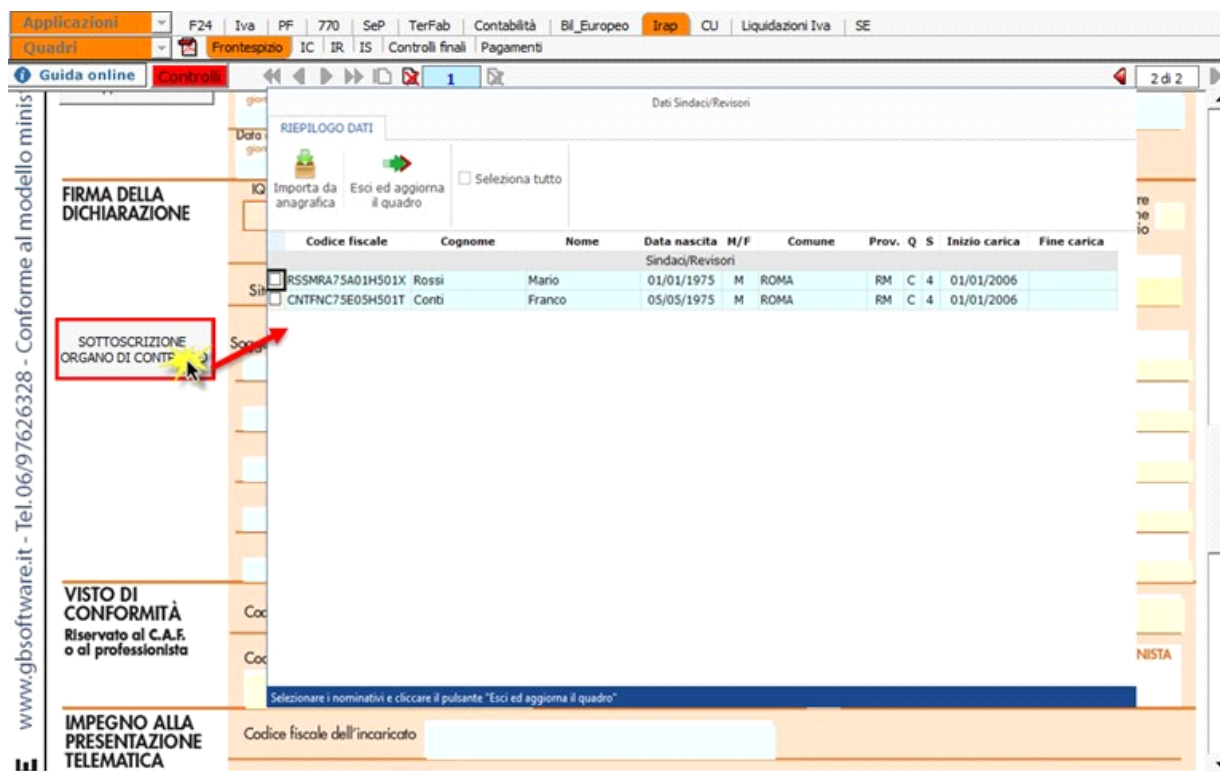 Applicazioni F24 Iva PF 770 SeP TerFab Contabilità Bil_Europeo Irap CU Liquidazioni Iva SE
Quadri Frontespizio IC IR IS Controlli finali Pagamenti
Guida online Controlli 1 2 di 2
Dati Sindaci/Revisori
RIEPILOGO DATI
Importa da anagrafica
Esci ed aggiorna il quadro
Seleziona tutto
Codice fiscale Cognome Nome Data nascita M/F Comune Prov. Q S Inizio carica Fine carica
Sindaci/Revisori
RSSMRA75A01H501X Rossi Mario 01/01/1975 M ROMA RM C 4 01/01/2006
CNTFNC75E05H501T Conti Franco 05/05/1975 M ROMA RM C 4 01/01/2006
Selezionare i nominativi e cliccare il pulsante "Esci ed aggiorna il quadro"
FIRMA DELLA
DICHIARAZIONE
SOTTOSCRIZIONE
ORGANO DI
VISTO DI
CONFORMITÀ
Riservato al C.A.F.
o al professionista
IMPEGNO ALLA
PRESENTAZIONE
TELEMATICA
Codice fiscale dell'incaricato
NISTA
www.gbsoftware.it - Tel. 06/97626328 - Conforme al modello minis